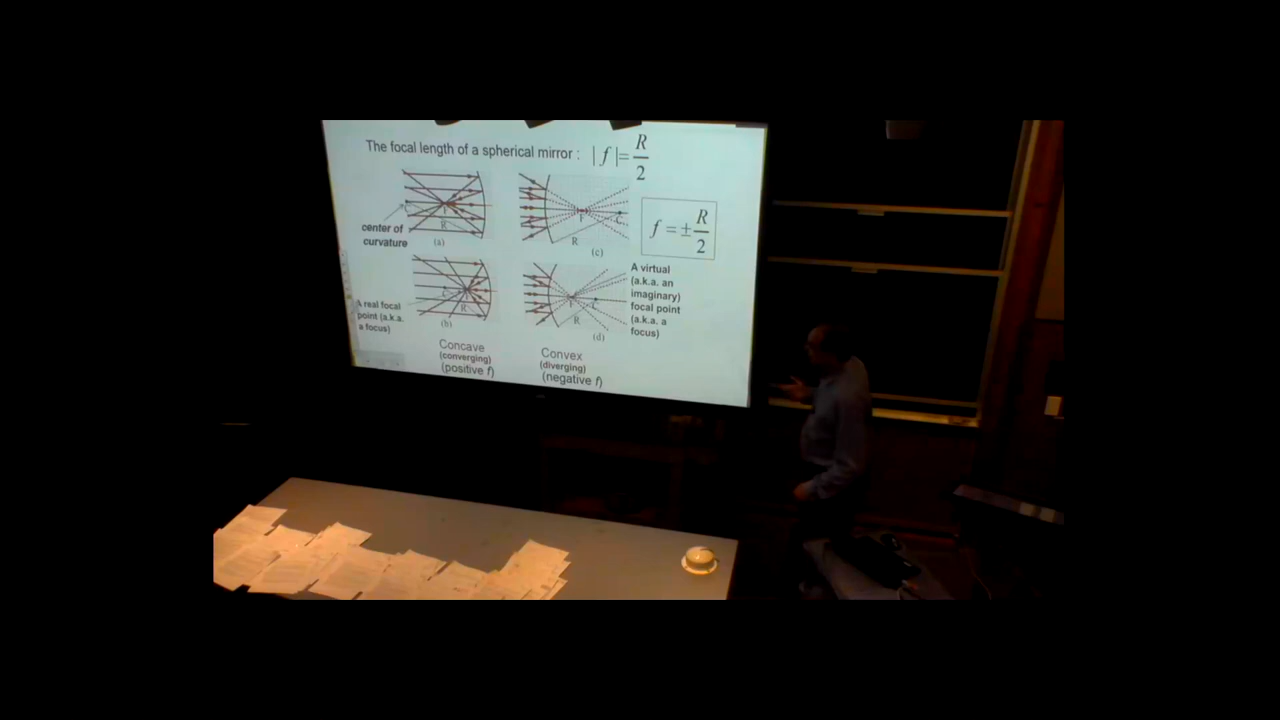 The focal length of a spherical mirror : | f |= R/2
center of
curvature
F
R
(a)
F
C
R
(c)
f = ± R/2
C
R
(b)
A real focal
point (a.k.a.
a focus)
F
C
R
(d)
A virtual
(a.k.a. an
imaginary)
focal point
(a.k.a. a
focus)
Concave
(converging)
(positive f)
Convex
(diverging)
(negative f)